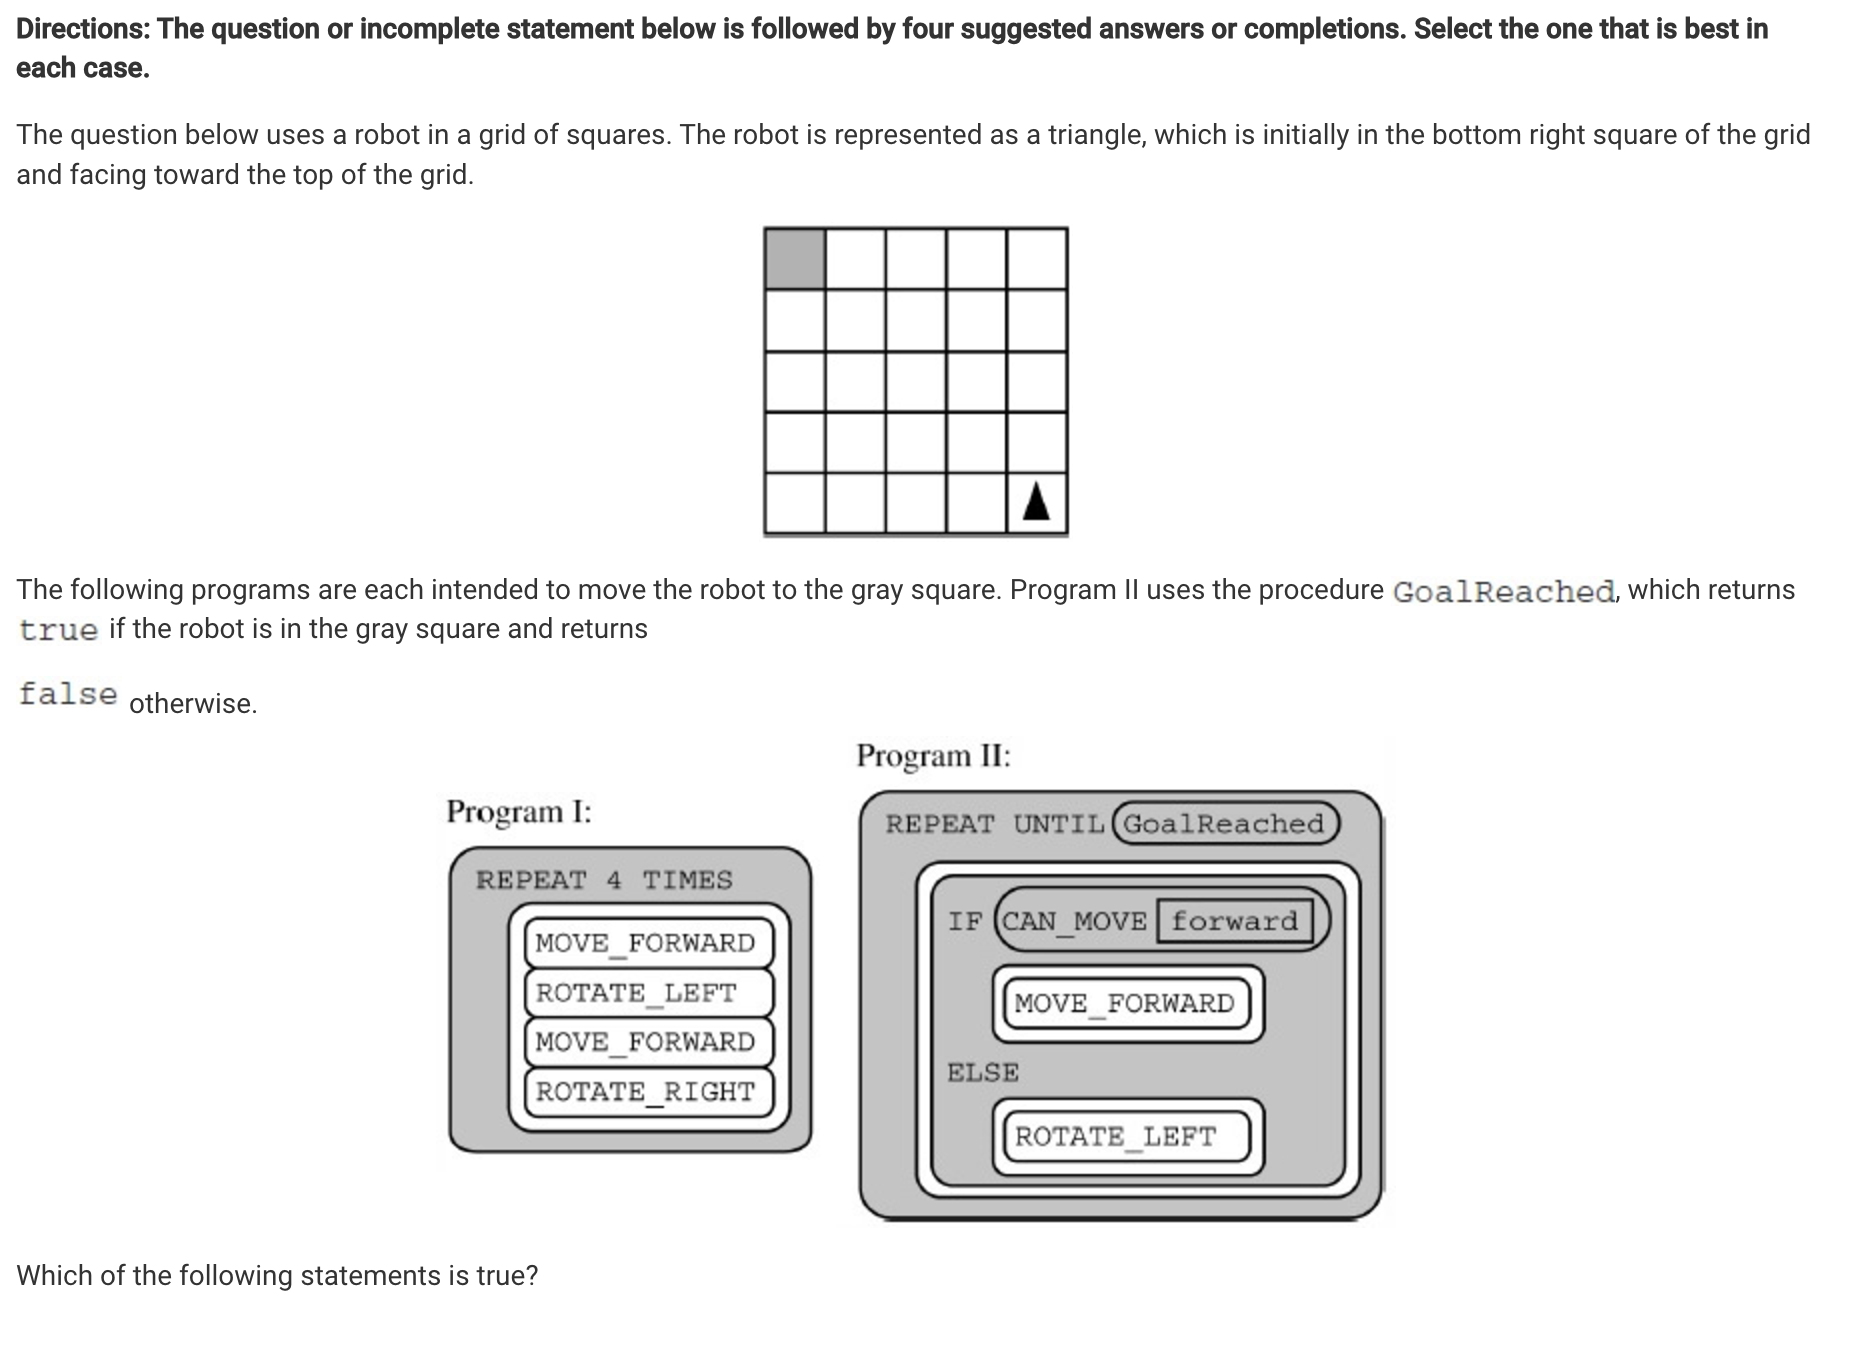 Directions: The question or incomplete statement below is followed by four suggested answers or completions. Select the one that is best in
each case.
The question below uses a robot in a grid of squares. The robot is represented as a triangle, which is initially in the bottom right square of the grid
and facing toward the top of the grid.
The following programs are each intended to move the robot to the gray square. Program II uses the procedure GoalReached, which returns
true if the robot is in the gray square and returns
false otherwise.
Program I:
REPEAT 4 TIMES
MOVE_FORWARD
ROTATE_LEFT
MOVE_FORWARD
ROTATE_RIGHT
Program II:
REPEAT UNTIL GoalReached
IF CAN_MOVE forward
MOVE_FORWARD
ELSE
ROTATE_LEFT
Which of the following statements is true?